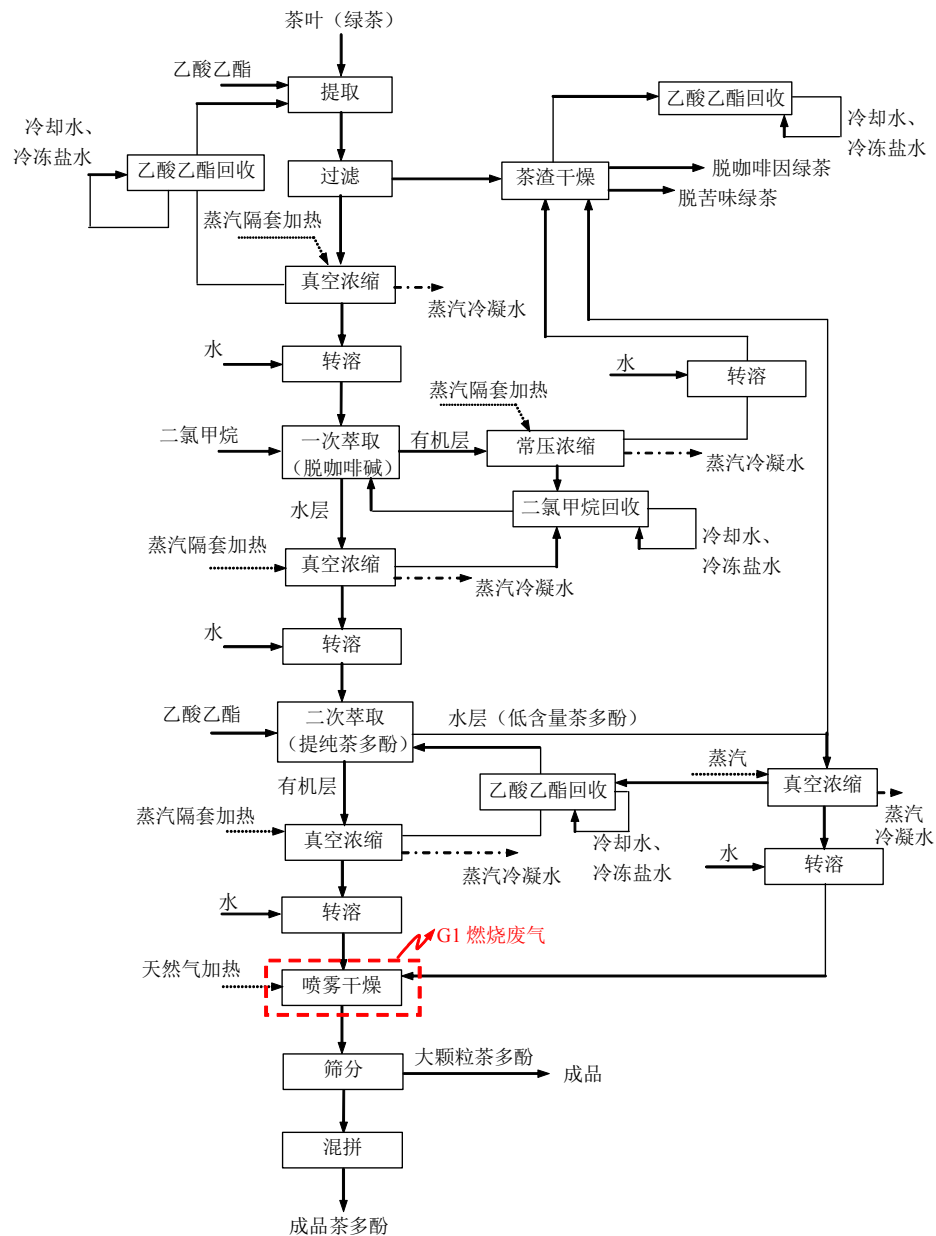 茶叶（绿茶）
乙酸乙酯
提取
乙酸乙酯回收
冷却水、
冷冻盐水
冷却水、
冷冻盐水
乙酸乙酯回收
过滤
茶渣干燥
脱咖啡因绿茶
脱苦味绿茶
蒸汽隔套加热
真空浓缩
蒸汽冷凝水
水
转溶
水
转溶
蒸汽隔套加热
二氯甲烷
一次萃取
（脱咖啡碱）
有机层
常压浓缩
蒸汽冷凝水
水层
二氯甲烷回收
冷却水、
冷冻盐水
蒸汽隔套加热
真空浓缩
蒸汽冷凝水
水
转溶
乙酸乙酯
二次萃取
（提纯茶多酚）
水层（低含量茶多酚）
蒸汽
真空浓缩
蒸汽
冷凝水
有机层
乙酸乙酯回收
冷却水、
冷冻盐水
蒸汽隔套加热
真空浓缩
蒸汽冷凝水
水
转溶
水
转溶
G1 燃烧废气
天然气加热
喷雾干燥
筛分
大颗粒茶多酚
成品
混拼
成品茶多酚